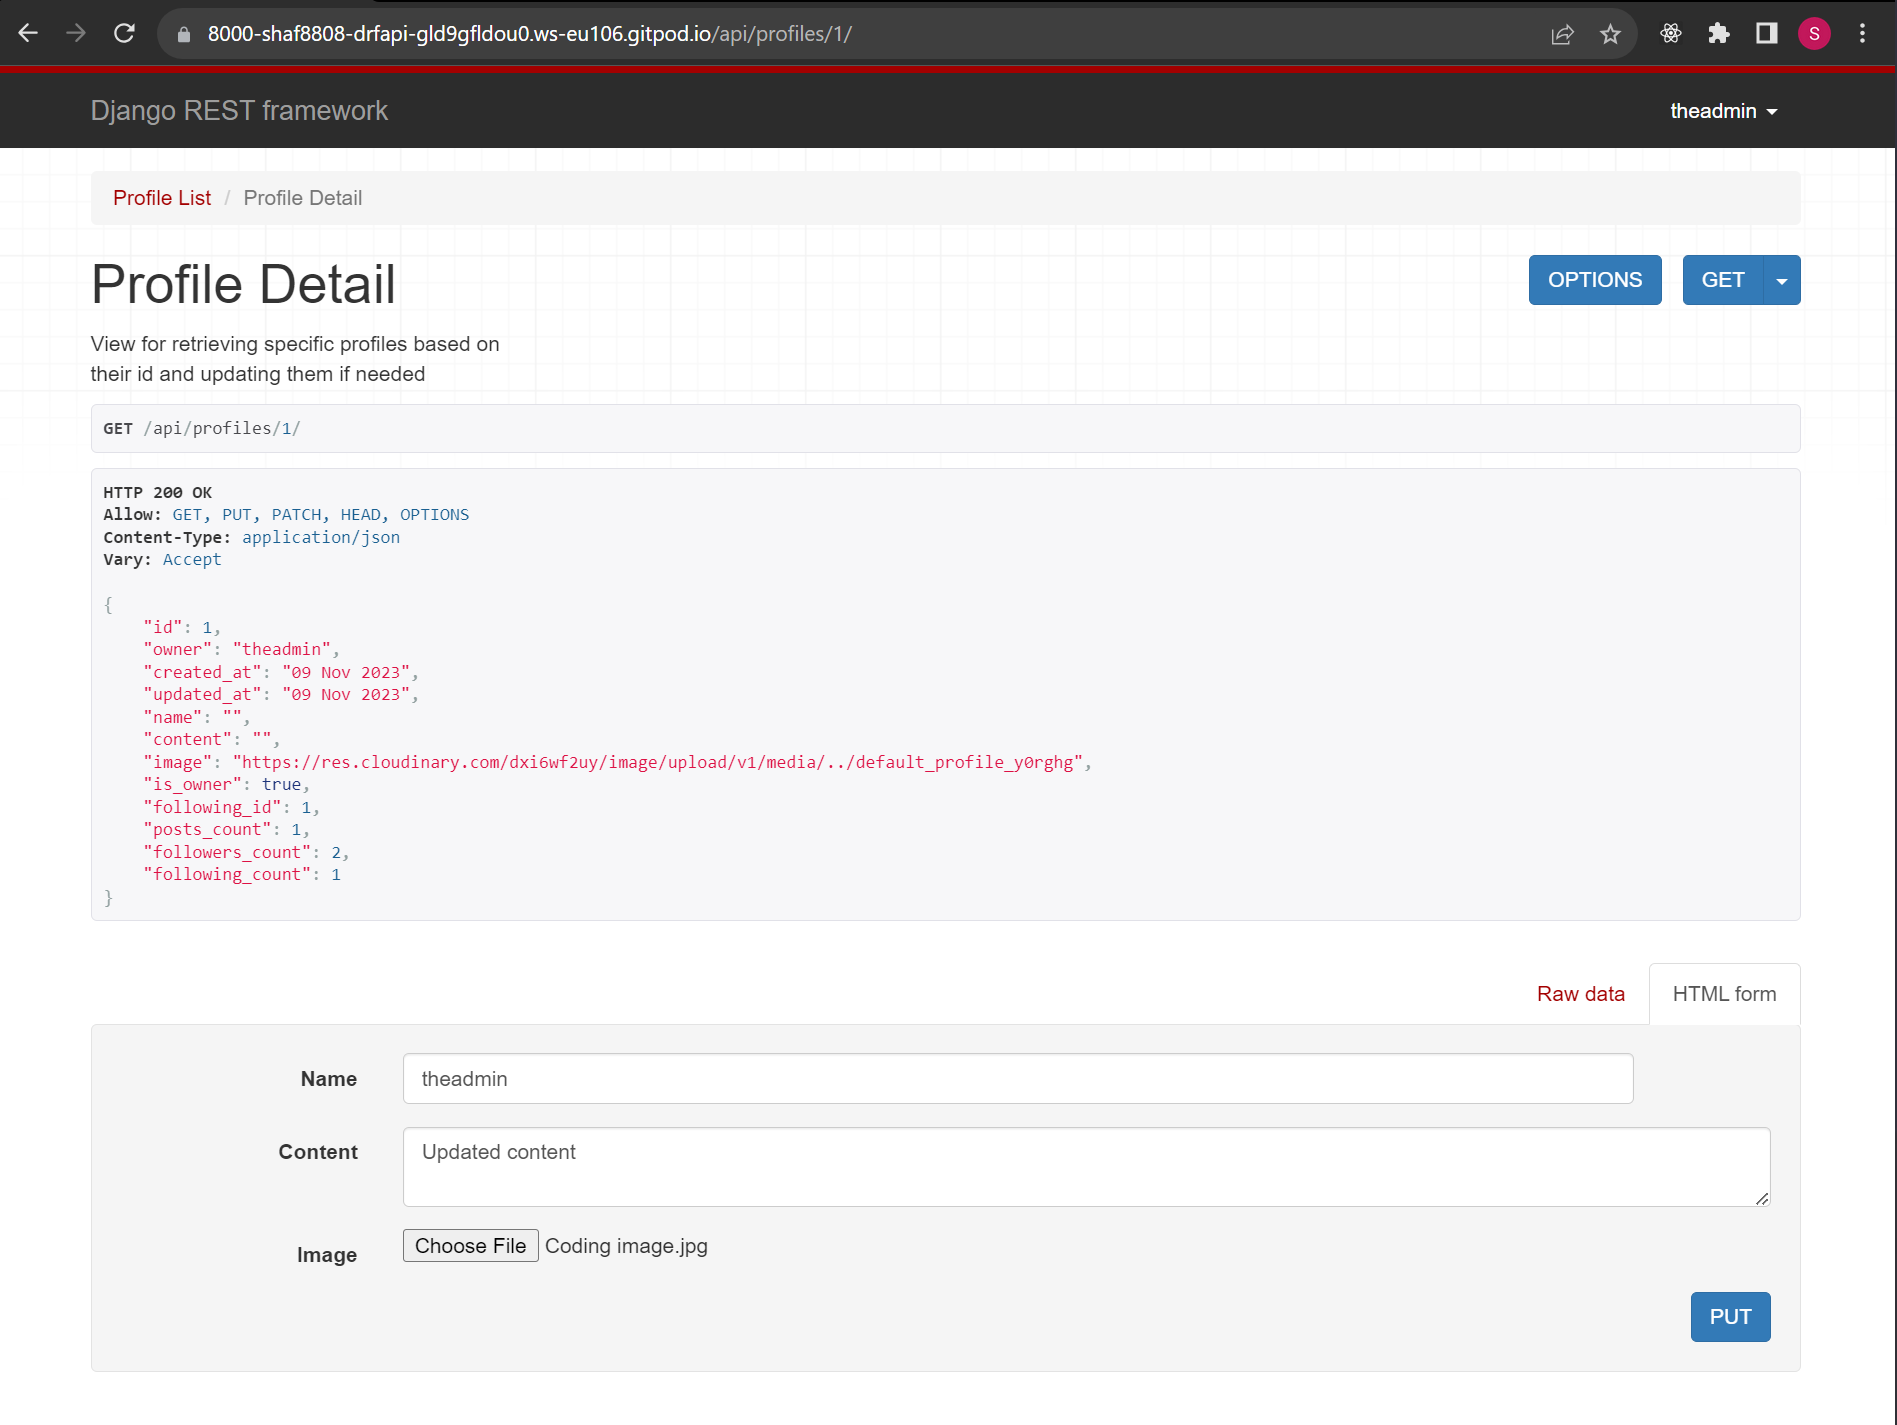 8000-shaf8808-drfapi-gld9gfldou0.ws-eu106.gitpod.io/api/profiles/1/
S
Django REST framework
theadmin
Profile List / Profile Detail
Profile Detail
OPTIONS
GET
View for retrieving specific profiles based on
their id and updating them if needed
GET /api/profiles/1/
HTTP 200 OK
Allow: GET, PUT, PATCH, HEAD, OPTIONS
Content-Type: application/json
Vary: Accept
{
"id": 1,
"owner": "theadmin",
"created_at": "09 Nov 2023",
"updated_at": "09 Nov 2023",
"name": "",
"content": "",
"image": "https://res.cloudinary.com/dxi6wf2uy/image/upload/v1/media/../default_profile_y0rghg",
"is_owner": true,
"following_id": 1,
"posts_count": 1,
"followers_count": 2,
"following_count": 1
}
Raw data
HTML form
Name
theadmin
Content
Updated content
Image
Choose File Coding image.jpg
PUT